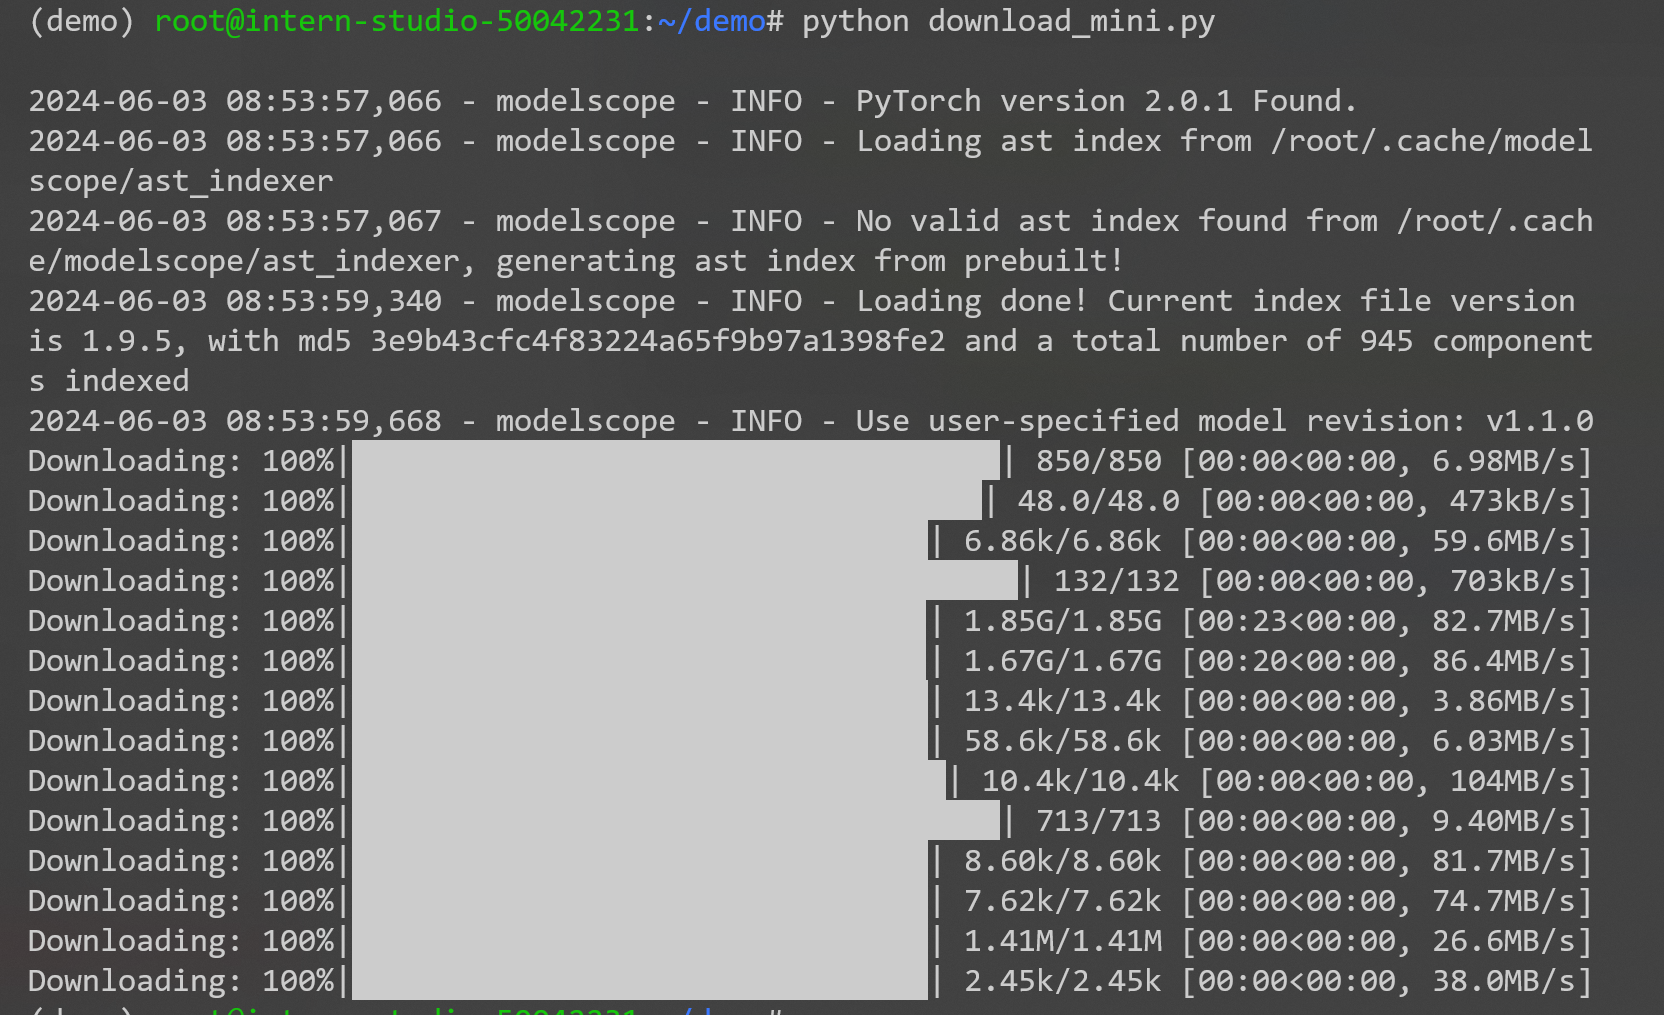 (demo) root@intern-studio-50042231:~/demo# python download_mini.py
2024-06-03 08:53:57,066 - modelscope - INFO - PyTorch version 2.0.1 Found.
2024-06-03 08:53:57,066 - modelscope - INFO - Loading ast index from /root/.cache/model
scope/ast_indexer
2024-06-03 08:53:57,067 - modelscope - INFO - No valid ast index found from /root/.cach
e/modelscope/ast_indexer, generating ast index from prebuilt!
2024-06-03 08:53:59,340 - modelscope - INFO - Loading done! Current index file version
is 1.9.5, with md5 3e9b43cfc4f83224a65f9b97a1398fe2 and a total number of 945 component
s indexed
2024-06-03 08:53:59,668 - modelscope - INFO - Use user-specified model revision: v1.1.0
Downloading: 100%| | 850/850 [00:00<00:00, 6.98MB/s]
Downloading: 100%| | 48.0/48.0 [00:00<00:00, 473kB/s]
Downloading: 100%| | 6.86k/6.86k [00:00<00:00, 59.6MB/s]
Downloading: 100%| | 132/132 [00:00<00:00, 703kB/s]
Downloading: 100%| | 1.85G/1.85G [00:23<00:00, 82.7MB/s]
Downloading: 100%| | 1.67G/1.67G [00:20<00:00, 86.4MB/s]
Downloading: 100%| | 13.4k/13.4k [00:00<00:00, 3.86MB/s]
Downloading: 100%| | 58.6k/58.6k [00:00<00:00, 6.03MB/s]
Downloading: 100%| | 10.4k/10.4k [00:00<00:00, 104MB/s]
Downloading: 100%| | 713/713 [00:00<00:00, 9.40MB/s]
Downloading: 100%| | 8.60k/8.60k [00:00<00:00, 81.7MB/s]
Downloading: 100%| | 7.62k/7.62k [00:00<00:00, 74.7MB/s]
Downloading: 100%| | 1.41M/1.41M [00:00<00:00, 26.6MB/s]
Downloading: 100%| | 2.45k/2.45k [00:00<00:00, 38.0MB/s]
(demo) root@intern-studio-50042231:~/demo#